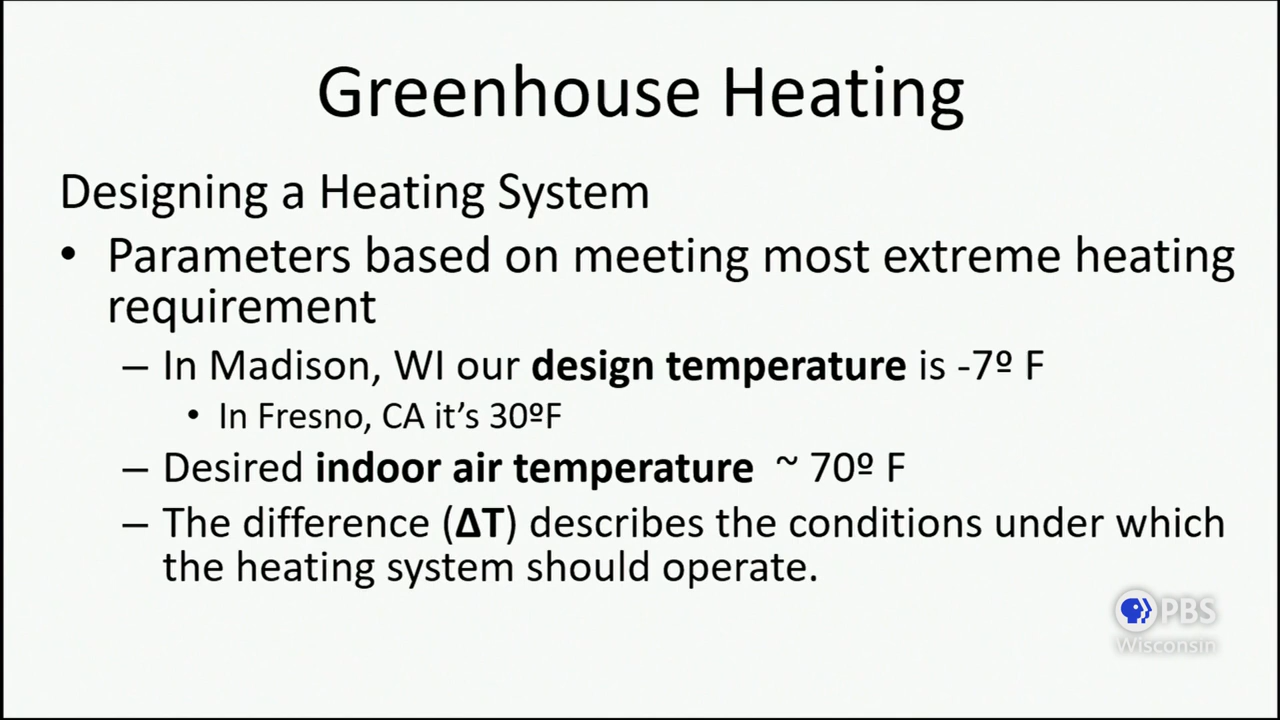 Greenhouse Heating
Designing a Heating System
• Parameters based on meeting most extreme heating
requirement
– In Madison, WI our design temperature is -7º F
• In Fresno, CA it’s 30ºF
– Desired indoor air temperature ~ 70º F
– The difference (ΔT) describes the conditions under which
the heating system should operate.
PBS
Wisconsin